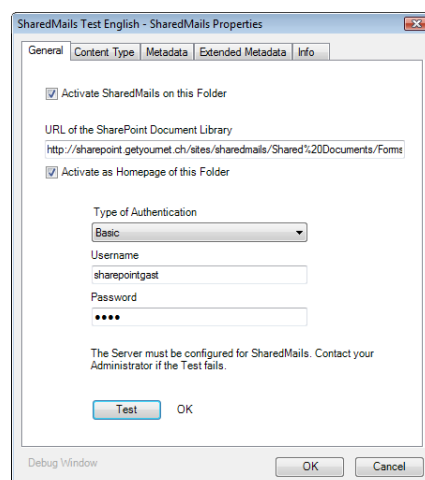 SharedMails Test English - SharedMails Properties
General Content Type Metadata Extended Metadata Info
Activate SharedMails on this Folder
URL of the SharePoint Document Library
http://sharepoint.getyournet.ch/sites/sharedmails/Shared%20Documents/Forms
Activate as Homepage of this Folder
Type of Authentication
Basic
Username
sharepointgast
Password
●●●●
The Server must be configured for SharedMails. Contact your
Administrator if the Test fails.
Test OK
Debug Window OK Cancel